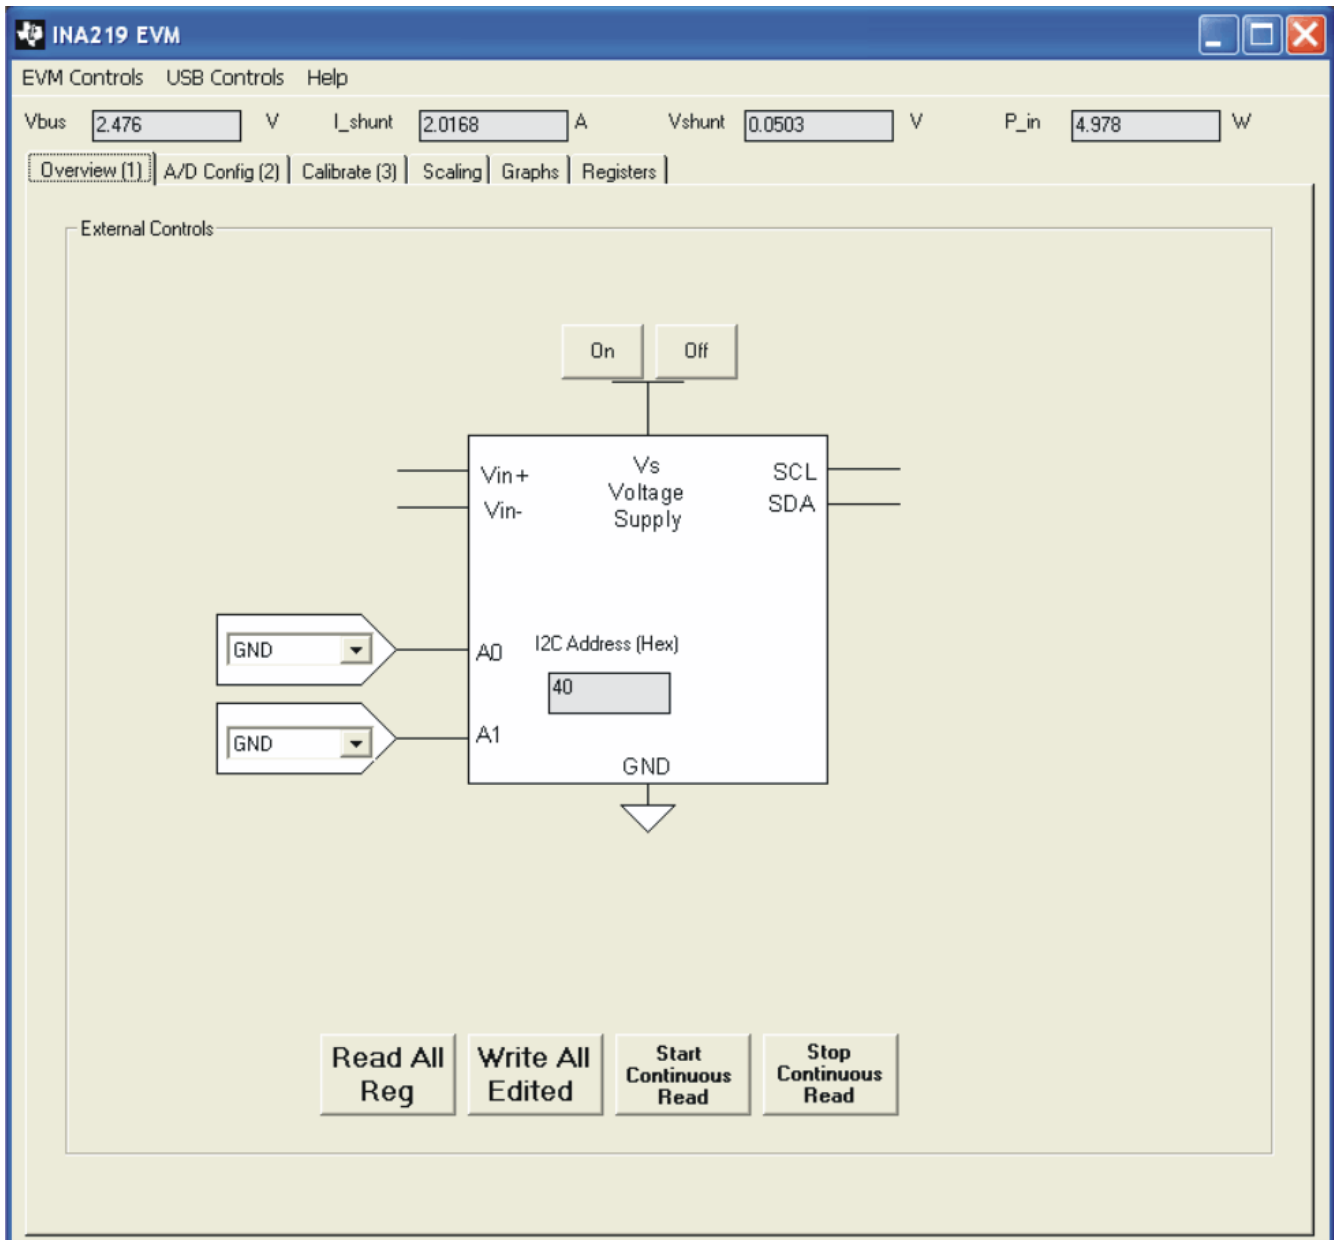 INA219 EVM
EVM Controls USB Controls Help
Vbus 2.476 V I_shunt 2.0168 A Vshunt 0.0503 V P_in 4.978 W
Overview (1) A/D Config (2) Calibrate (3) Scaling Graphs Registers
External Controls
On Off
Vin+ Vs SCL
Voltage
Vin- Supply SDA
GND A0 I2C Address (Hex)
40
GND A1
GND
Read All Reg
Write All Edited
Start Continuous Read
Stop Continuous Read